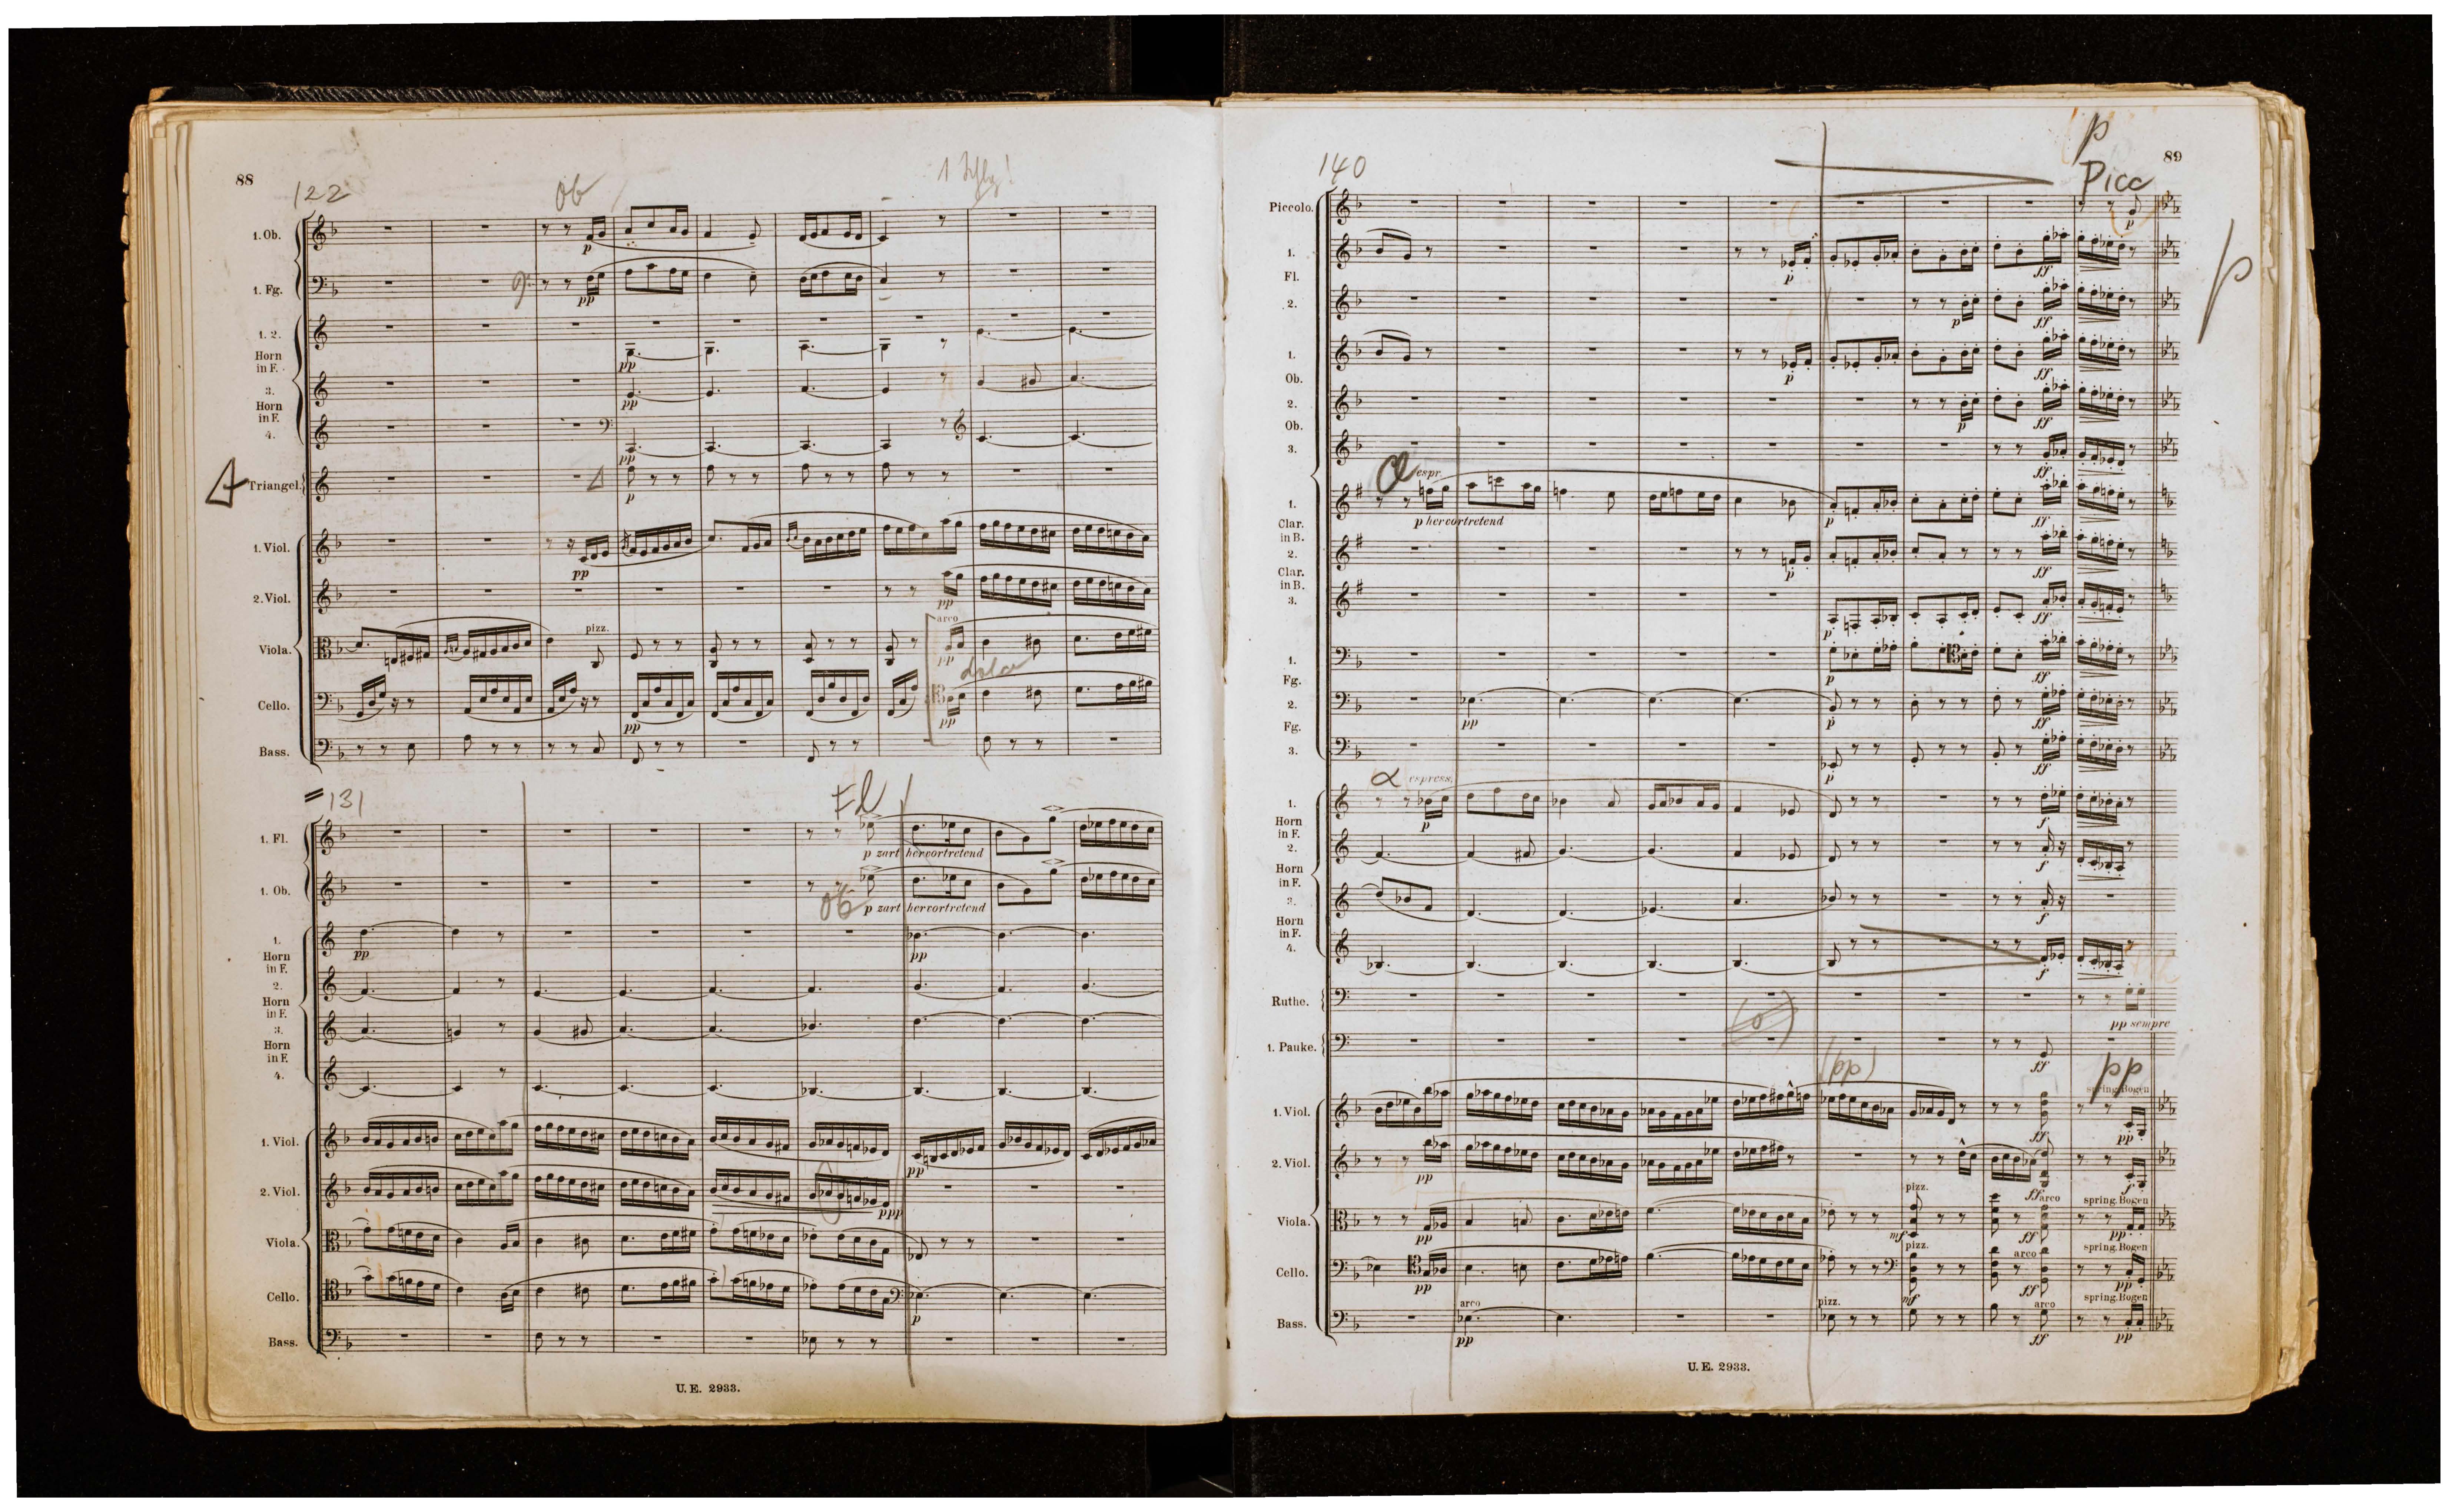 88
122
Ob
1 Schlg!
1. Ob.
p
1. Fg.
pp
1. 2.
Horn
in F.
pp
3.
Horn
in F.
pp
4.
pp
Triangel.
p
1. Viol.
pp
2. Viol.
pp
pizz.
arco
Viola.
pp
Cello.
pp
pp
Bass.
131
Fl
1. Fl.
p zart hervortretend
1. Ob.
Ob
p zart hervortretend
1.
pp
pp
Horn
in F.
2.
Horn
in F.
3.
Horn
in F.
4.
1. Viol.
pp
2. Viol.
ppp
Viola.
Cello.
p
Bass.
U. E. 2933.
140
p
89
Picc
Piccolo.
p
p
1.
p
ff
Fl.
2.
p
ff
1.
p
ff
Ob.
2.
p
ff
Ob.
3.
ff
espr.
1.
p hervortretend
p
ff
Clar.
in B.
2.
p
ff
Clar.
in B.
3.
p
ff
1.
p
ff
Fg.
2.
pp
p
ff
Fg.
3.
p
ff
espress.
1.
p
f
Horn
in F.
2.
f
Horn
in F.
3.
f
Horn
in F.
4.
f
Ruthe.
pp sempre
1. Pauke.
ff
(pp)
pp
spring. Bogen
1. Viol.
ff
pp
2. Viol.
pp
ff
pizz.
arco
spring. Bogen
Viola.
pp
mf
ff
pp
pizz.
arco
spring. Bogen
Cello.
pp
mf
ff
pp
arco
pizz.
arco
spring. Bogen
Bass.
pp
ff
pp
U. E. 2933.